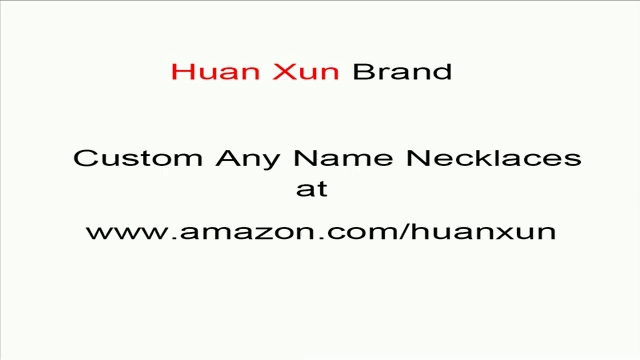 Huan Xun Brand
Custom Any Name Necklaces
at
www.amazon.com/huanxun